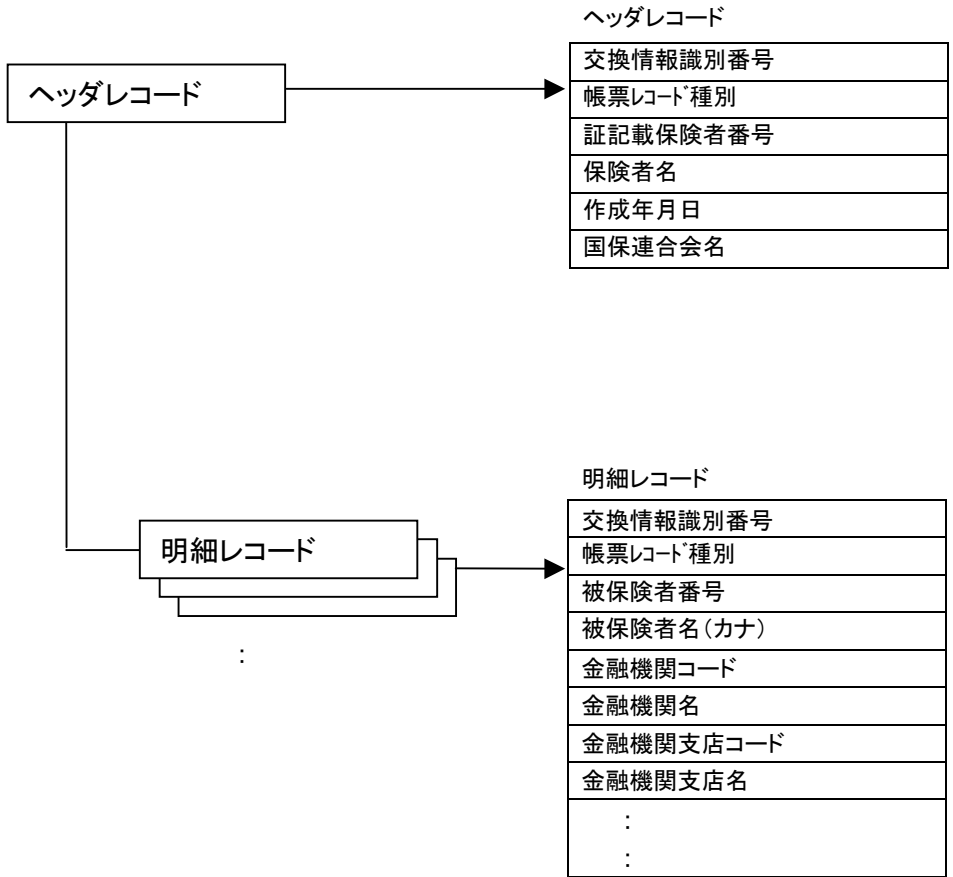 ヘッダレコード
ヘッダレコード
交換情報識別番号
帳票ﾚｺｰﾄﾞ種別
証記載保険者番号
保険者名
作成年月日
国保連合会名
明細レコード
明細レコード
:
交換情報識別番号
帳票ﾚｺｰﾄﾞ種別
被保険者番号
被保険者名（カナ）
金融機関コード
金融機関名
金融機関支店コード
金融機関支店名
:
: